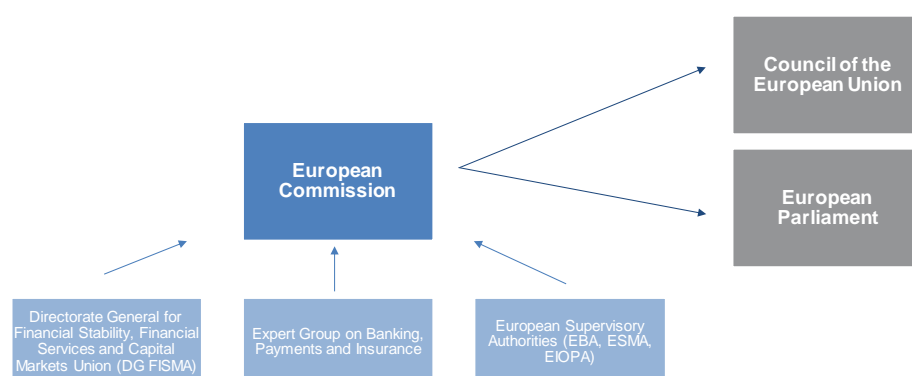 Council of the
European Union
European
Commission
European
Parliament
Directorate General for
Financial Stability, Financial
Services and Capital
Markets Union (DG FISMA)
Expert Group on Banking,
Payments and Insurance
European Supervisory
Authorities (EBA, ESMA,
EIOPA)